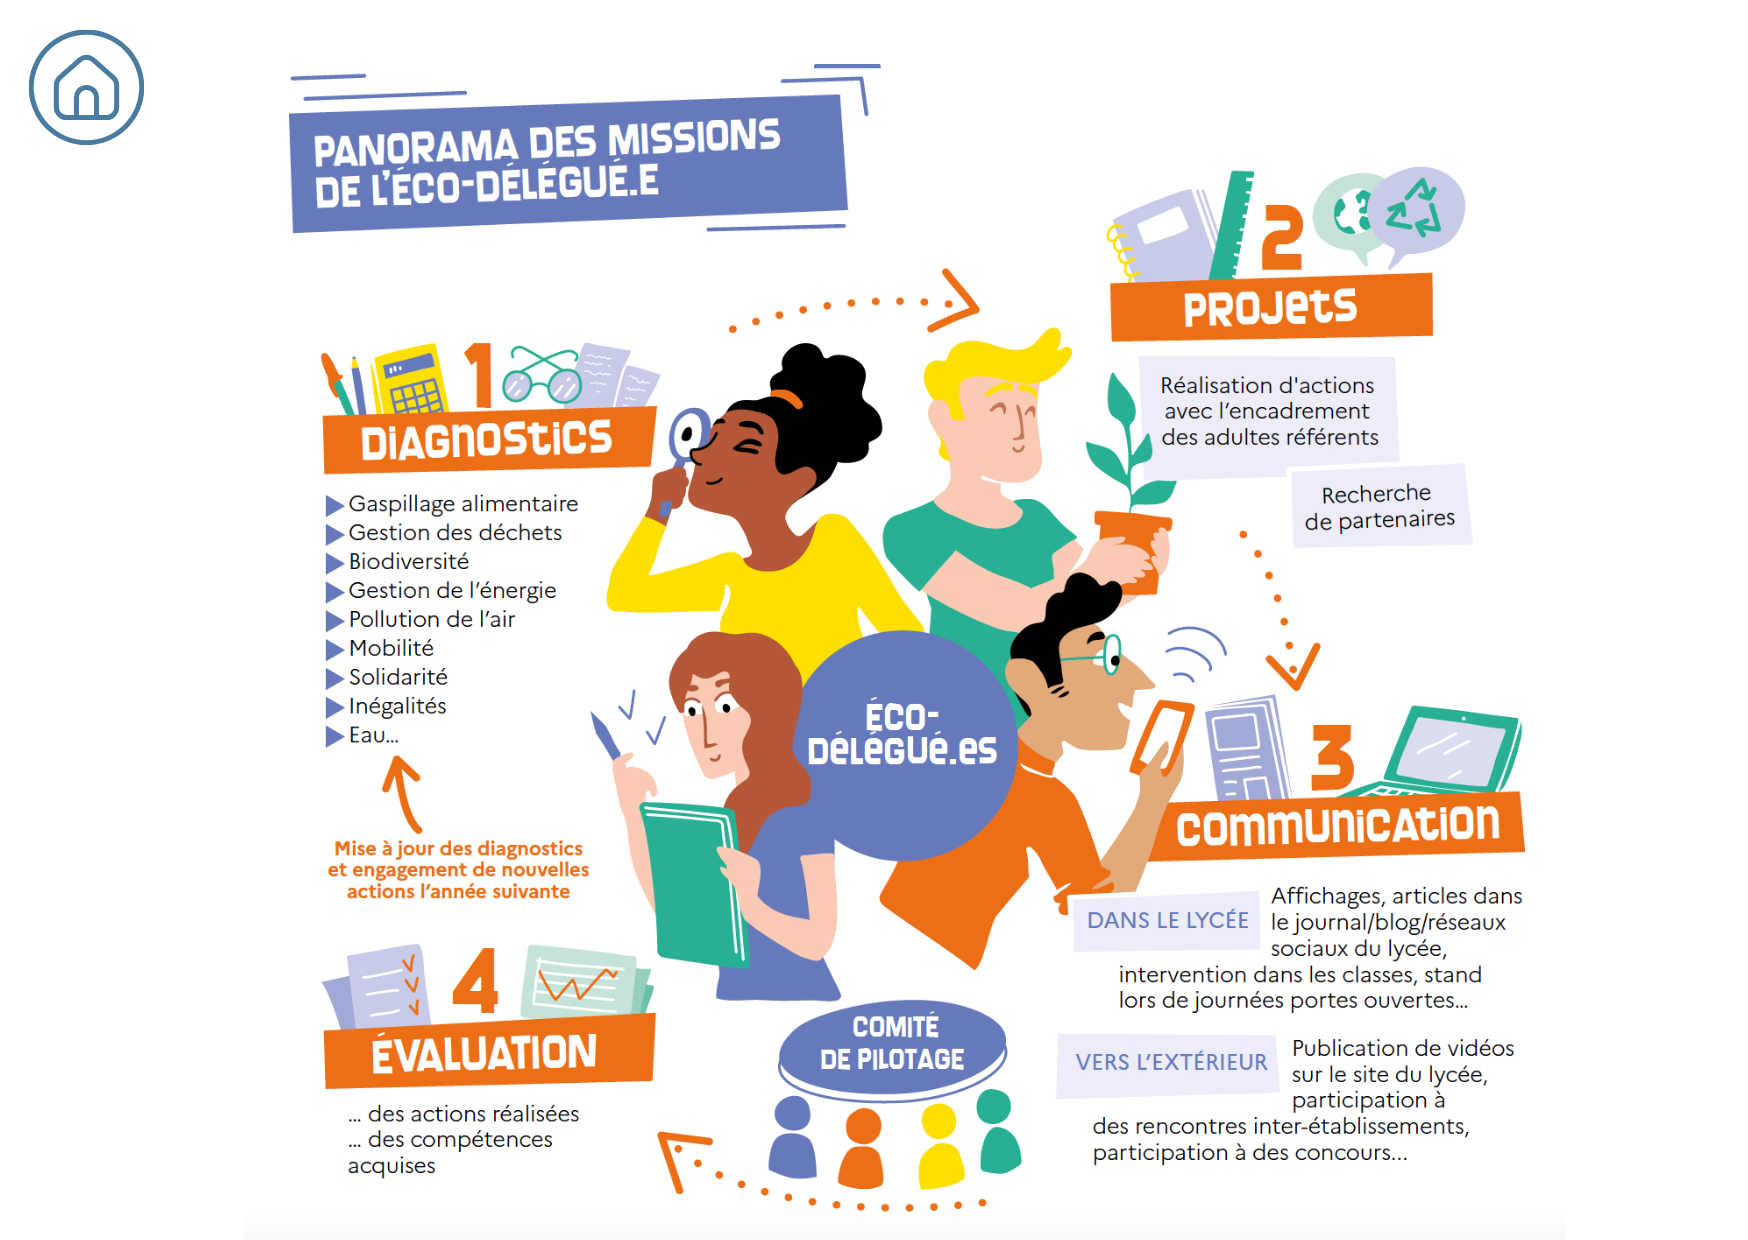 PANORAMA DES MISSIONS
DE L'ÉCO-DÉLÉGUÉ.E
1
DiAGnOStiCS
Gaspillage alimentaire
Gestion des déchets
Biodiversité
Gestion de l'énergie
Pollution de l'air
Mobilité
Solidarité
Inégalités
Eau...
Mise à jour des diagnostics
et engagement de nouvelles
actions l'année suivante
2
PROJetS
Réalisation d'actions
avec l'encadrement
des adultes référents
Recherche
de partenaires
ÉCO-
DÉLÉGUÉ.eS
3
COmmUniCAtiOn
DANS LE LYCÉE
Affichages, articles dans
le journal/blog/réseaux
sociaux du lycée,
intervention dans les classes, stand
lors de journées portes ouvertes...
VERS L'EXTÉRIEUR
Publication de vidéos
sur le site du lycée,
participation à
des rencontres inter-établissements,
participation à des concours...
4
ÉVALUATION
... des actions réalisées
... des compétences
acquises
COMITÉ
DE PILOTAGE